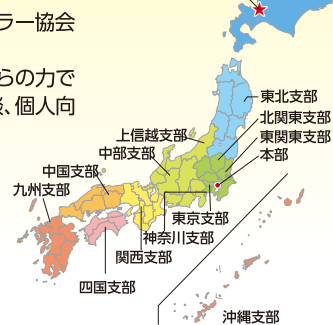 ラー協会
らの力で
談、個人向
東北支部
北関東支部
東関東支部
本部
上信越支部
中部支部
中国支部
九州支部
東京支部
神奈川支部
関西支部
四国支部
沖縄支部